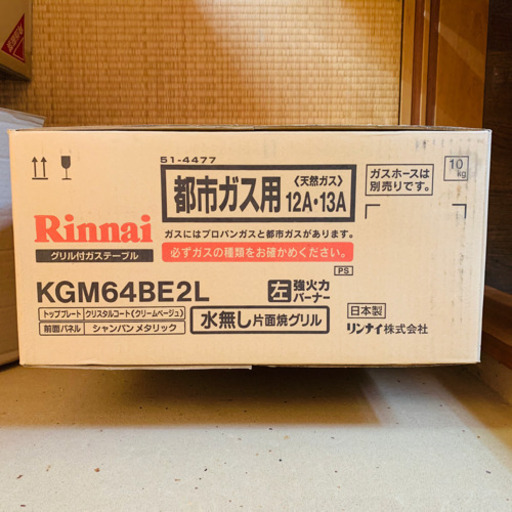 51-4477
都市ガス用
〈天然ガス〉
12A・13A
10kg
ガスホースは
別売りです。
Rinnai
グリル付ガステーブル
ガスにはプロパンガスと都市ガスがあります。
必ずガスの種類をお確かめください。
PS
KGM64BE2L
左 強火力
バーナー
トッププレート クリスタルコート〈クリームベージュ〉
前面パネル シャンパンメタリック
水無し片面焼グリル
日本製
リンナイ株式会社